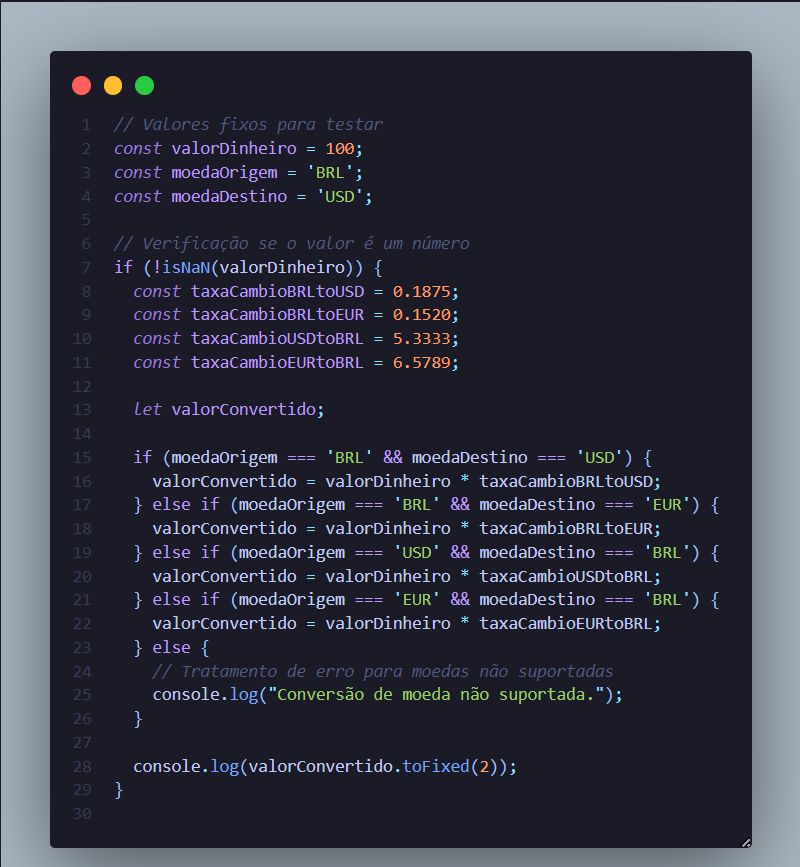 1 // Valores fixos para testar
2 const valorDinheiro = 100;
3 const moedaOrigem = 'BRL';
4 const moedaDestino = 'USD';
5
6 // Verificação se o valor é um número
7 if (!isNaN(valorDinheiro)) {
8   const taxaCambioBRLtoUSD = 0.1875;
9   const taxaCambioBRLtoEUR = 0.1520;
10   const taxaCambioUSDtoBRL = 5.3333;
11   const taxaCambioEURtoBRL = 6.5789;
12
13   let valorConvertido;
14
15   if (moedaOrigem === 'BRL' && moedaDestino === 'USD') {
16     valorConvertido = valorDinheiro * taxaCambioBRLtoUSD;
17   } else if (moedaOrigem === 'BRL' && moedaDestino === 'EUR') {
18     valorConvertido = valorDinheiro * taxaCambioBRLtoEUR;
19   } else if (moedaOrigem === 'USD' && moedaDestino === 'BRL') {
20     valorConvertido = valorDinheiro * taxaCambioUSDtoBRL;
21   } else if (moedaOrigem === 'EUR' && moedaDestino === 'BRL') {
22     valorConvertido = valorDinheiro * taxaCambioEURtoBRL;
23   } else {
24     // Tratamento de erro para moedas não suportadas
25     console.log("Conversão de moeda não suportada.");
26   }
27
28   console.log(valorConvertido.toFixed(2));
29 }
30